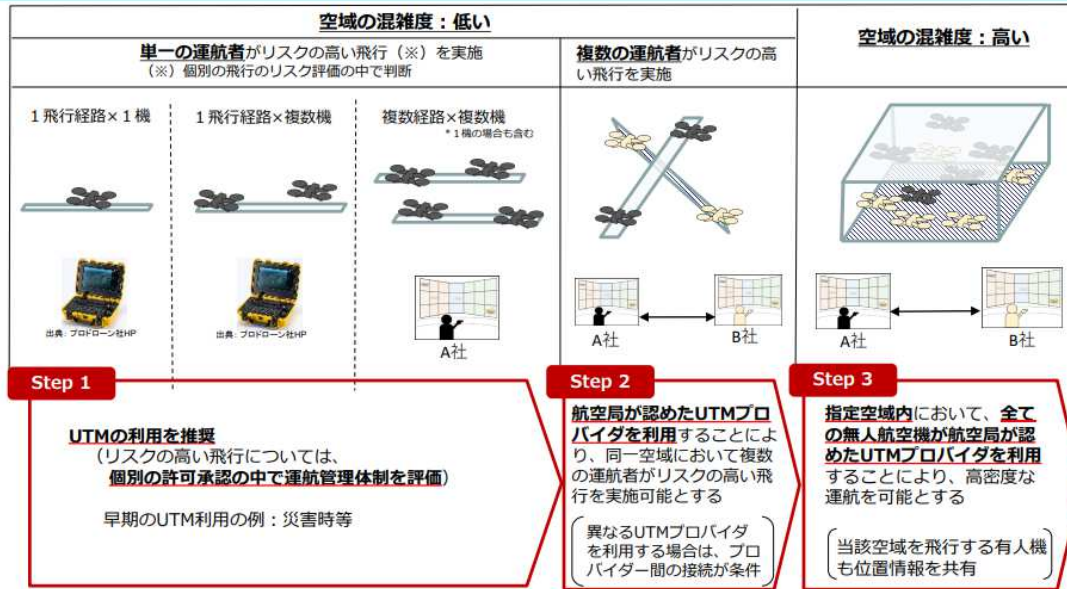 空域の混雑度：低い
空域の混雑度：高い
単一の運航者がリスクの高い飛行（※）を実施
（※）個別の飛行のリスク評価の中で判断
複数の運航者がリスクの高
い飛行を実施
１飛行経路×１機
1飛行経路×複数機
複数経路×複数機
*１機の場合も含む
出典: プロドローン社HP
出典: プロドローン社HP
A社
A社
B社
A社
B社
Step 1
UTMの利用を推奨
（リスクの高い飛行については、
個別の許可承認の中で運航管理体制を評価）
早期のUTM利用の例：災害時等
Step 2
航空局が認めたUTMプロ
バイダを利用することによ
り、同一空域において複数
の運航者がリスクの高い飛
行を実施可能とする
異なるUTMプロバイダ
を利用する場合は、プロ
バイダー間の接続が条件
Step 3
指定空域内において、全て
の無人航空機が航空局が認
めたUTMプロバイダを利用
することにより、高密度な
運航を可能とする
当該空域を飛行する有人機
も位置情報を共有